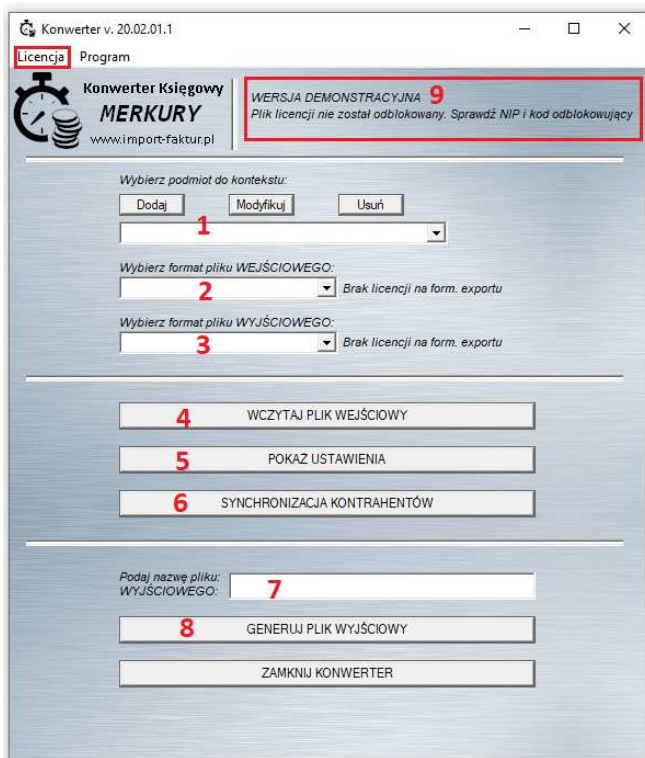 Konwerter v. 20.02.01.1
Licencja Program
Konwerter Księgowy
MERKURY
www.import-faktur.pl
WERSJA DEMONSTRACYJNA 9
Plik licencji nie został odblokowany. Sprawdź NIP i kod odblokowujący
Wybierz podmiot do kontekstu:
Dodaj Modyfikuj Usuń
1
Wybierz format pliku WEJŚCIOWEGO:
2 Brak licencji na form. exportu
Wybierz format pliku WYJŚCIOWEGO:
3 Brak licencji na form. exportu
4 WCZYTAJ PLIK WEJŚCIOWY
5 POKAŻ USTAWIENIA
6 SYNCHRONIZACJA KONTRAHENTÓW
Podaj nazwę pliku:
WYJŚCIOWEGO: 7
8 GENERUJ PLIK WYJŚCIOWY
ZAMKNIJ KONWERTER